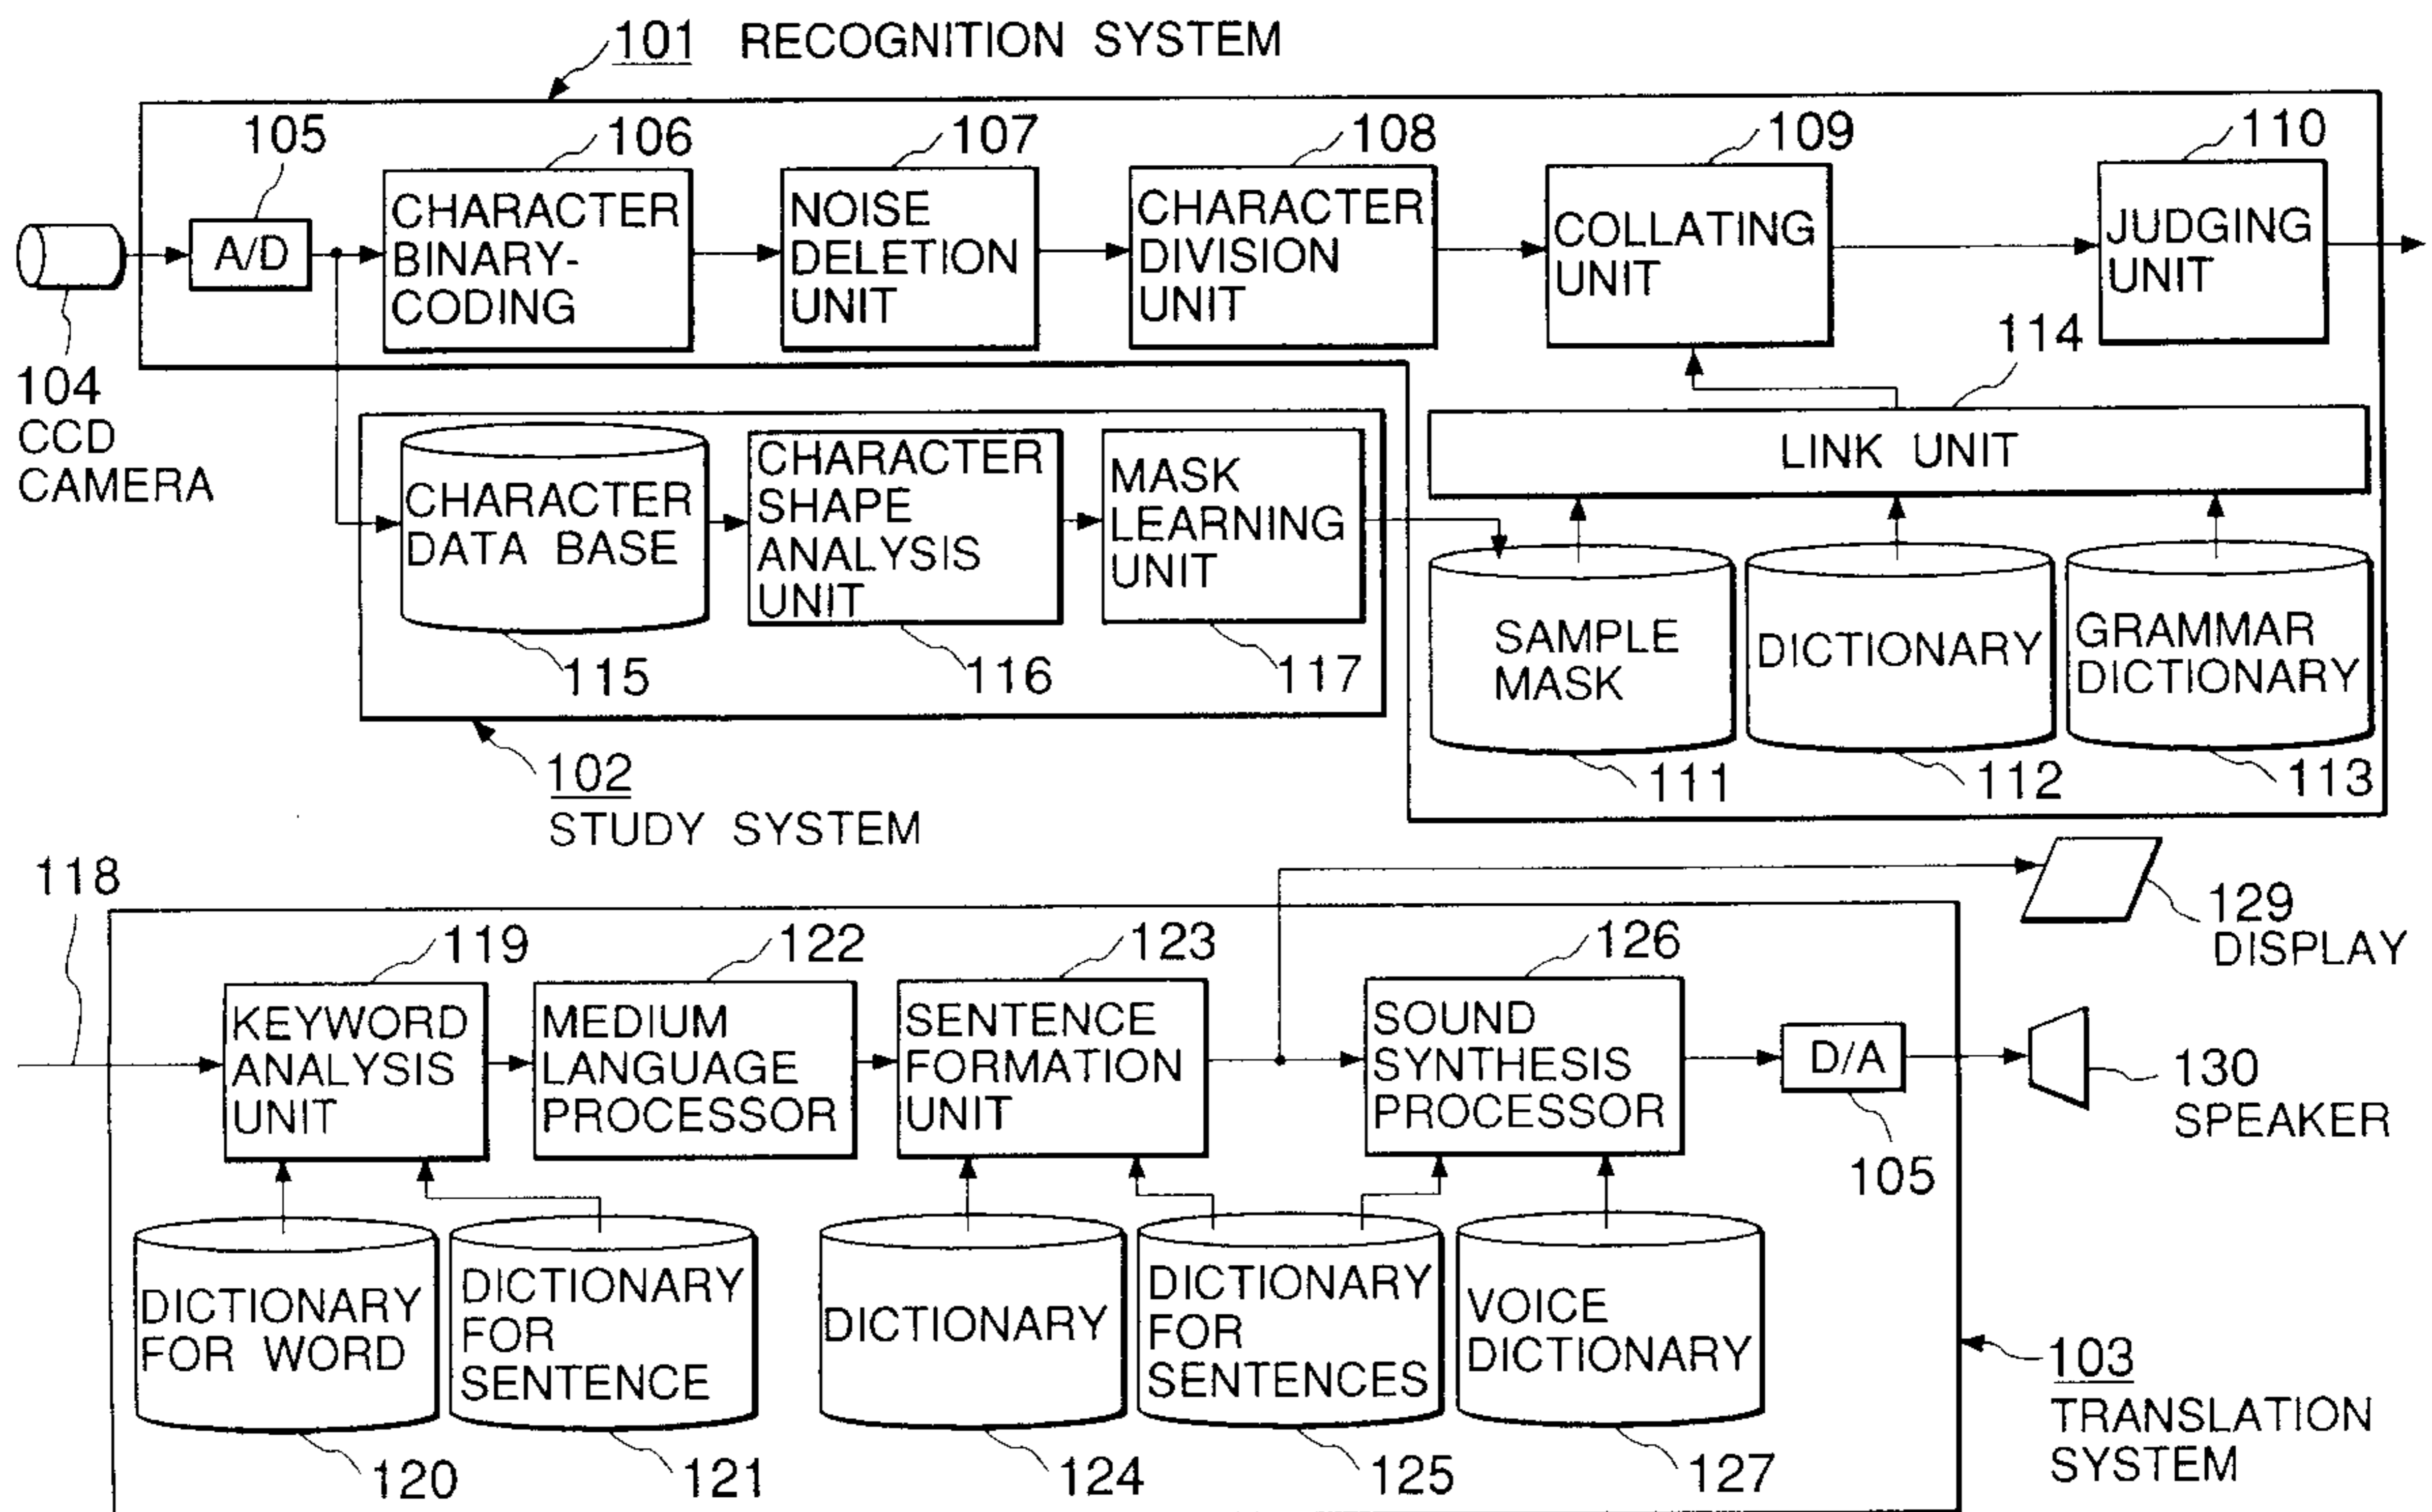 101 RECOGNITION SYSTEM
105
106
107
108
109
110
A/D
CHARACTER
BINARY-
CODING
NOISE
DELETION
UNIT
CHARACTER
DIVISION
UNIT
COLLATING
UNIT
JUDGING
UNIT
104
CCD
CAMERA
114
LINK UNIT
CHARACTER
DATA BASE
CHARACTER
SHAPE
ANALYSIS
UNIT
MASK
LEARNING
UNIT
115
116
117
SAMPLE
MASK
DICTIONARY
GRAMMAR
DICTIONARY
111
112
113
102
STUDY SYSTEM
118
119
122
123
126
129
DISPLAY
KEYWORD
ANALYSIS
UNIT
MEDIUM
LANGUAGE
PROCESSOR
SENTENCE
FORMATION
UNIT
SOUND
SYNTHESIS
PROCESSOR
D/A
105
130
SPEAKER
DICTIONARY
FOR WORD
DICTIONARY
FOR
SENTENCE
DICTIONARY
DICTIONARY
FOR
SENTENCES
VOICE
DICTIONARY
120
121
124
125
127
103
TRANSLATION
SYSTEM